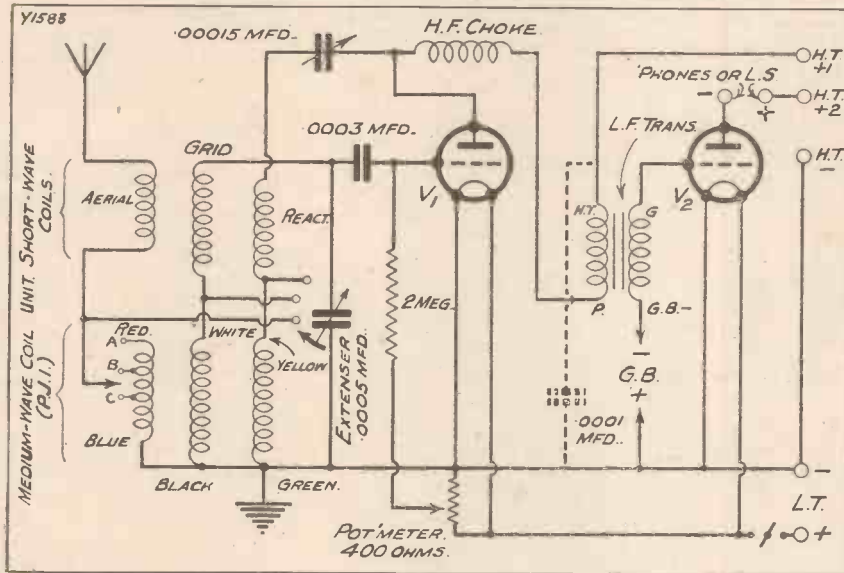 Y1588
.00015 MFD.
H.F. CHOKE.
H.T. +1
'PHONES OR L.S.
-
+
H.T. +2
.0003 MFD.
L.F. TRANS.
H.T. -
GRID
AERIAL
REACT.
V1
V2
SHORT-WAVE COILS.
H.T.
G
2 MEG.
P.
G.B.-
RED.
WHITE
YELLOW
A
B
C
EXTENSER .0005 MFD.
-
G.B.
+
.0001 MFD..
MEDIUM-WAVE COIL UNIT. (P.J.1.)
BLUE
BLACK
GREEN.
-
L.T.
+
POT'METER.
400 OHMS.